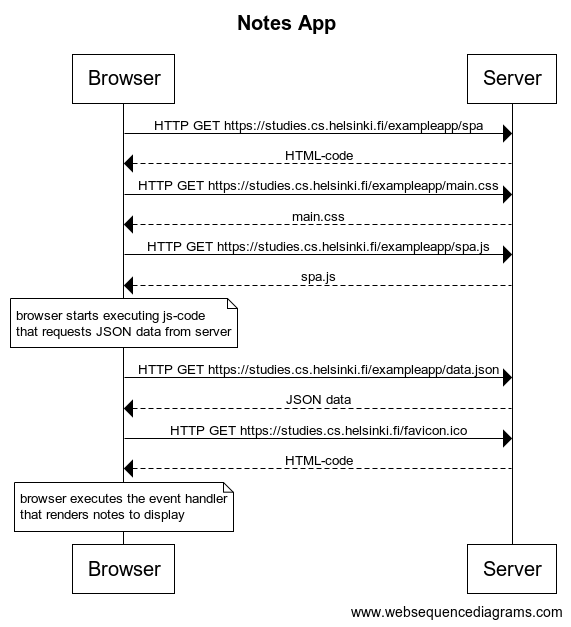 Notes App
Browser
Server
HTTP GET https://studies.cs.helsinki.fi/exampleapp/spa
HTML-code
HTTP GET https://studies.cs.helsinki.fi/exampleapp/main.css
main.css
HTTP GET https://studies.cs.helsinki.fi/exampleapp/spa.js
spa.js
browser starts executing js-code
that requests JSON data from server
HTTP GET https://studies.cs.helsinki.fi/exampleapp/data.json
JSON data
HTTP GET https://studies.cs.helsinki.fi/favicon.ico
HTML-code
browser executes the event handler
that renders notes to display
Browser
Server
www.websequencediagrams.com